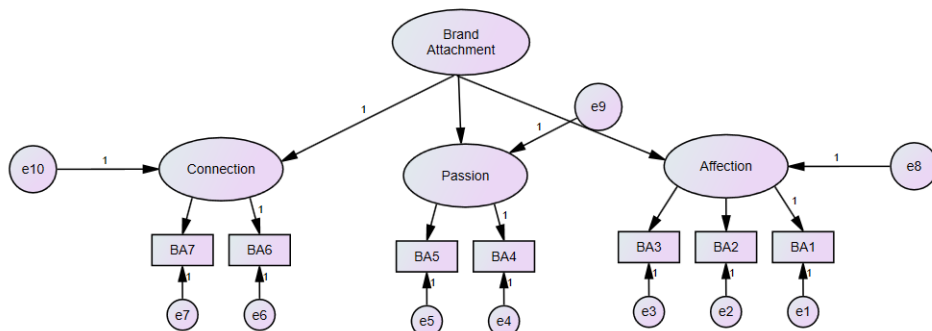 Brand
Attachment
1
e9
1
e10
1
Connection
Passion
Affection
1
e8
1
1
1
BA7
BA6
BA5
BA4
BA3
BA2
BA1
1
1
1
1
1
1
1
e7
e6
e5
e4
e3
e2
e1